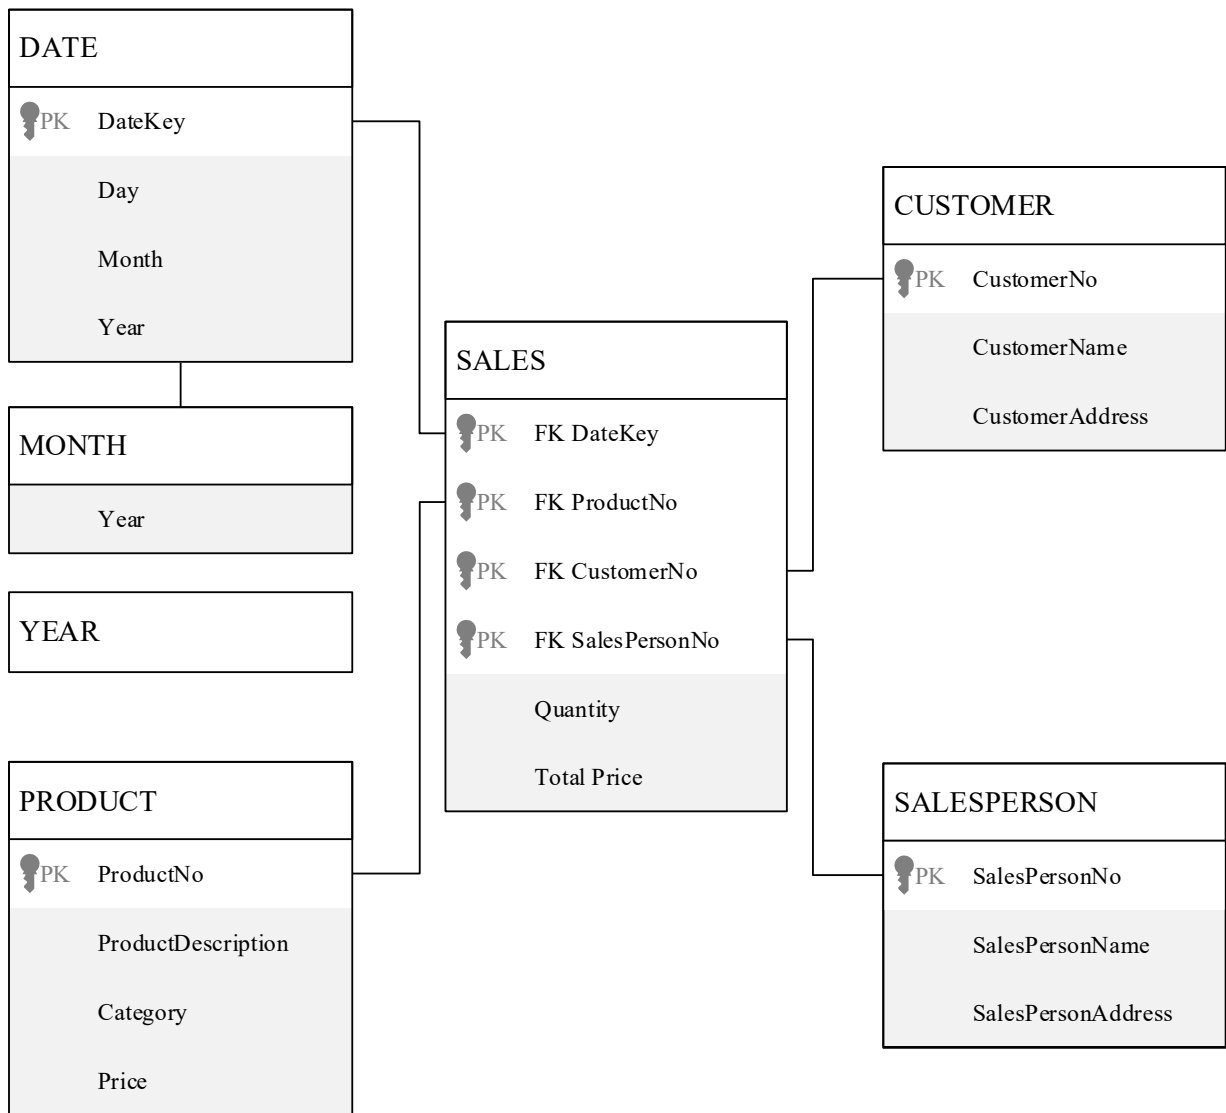 DATE
PK DateKey
Day
Month
Year
MONTH
Year
YEAR
PRODUCT
PK ProductNo
ProductDescription
Category
Price
SALES
PK FK DateKey
PK FK ProductNo
PK FK CustomerNo
PK FK SalesPersonNo
Quantity
Total Price
CUSTOMER
PK CustomerNo
CustomerName
CustomerAddress
SALESPERSON
PK SalesPersonNo
SalesPersonName
SalesPersonAddress